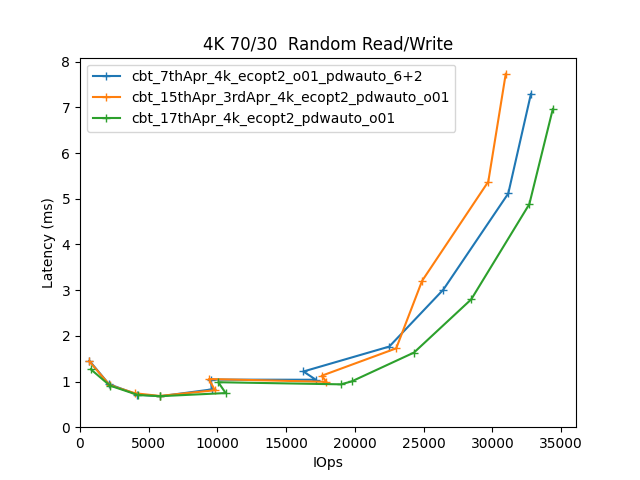 4K 70/30  Random Read/Write
cbt_7thApr_4k_ecopt2_o01_pdwauto_6+2
cbt_15thApr_3rdApr_4k_ecopt2_pdwauto_o01
cbt_17thApr_4k_ecopt2_pdwauto_o01
Latency (ms)
8
7
6
5
4
3
2
1
0
0 5000 10000 15000 20000 25000 30000 35000
IOps